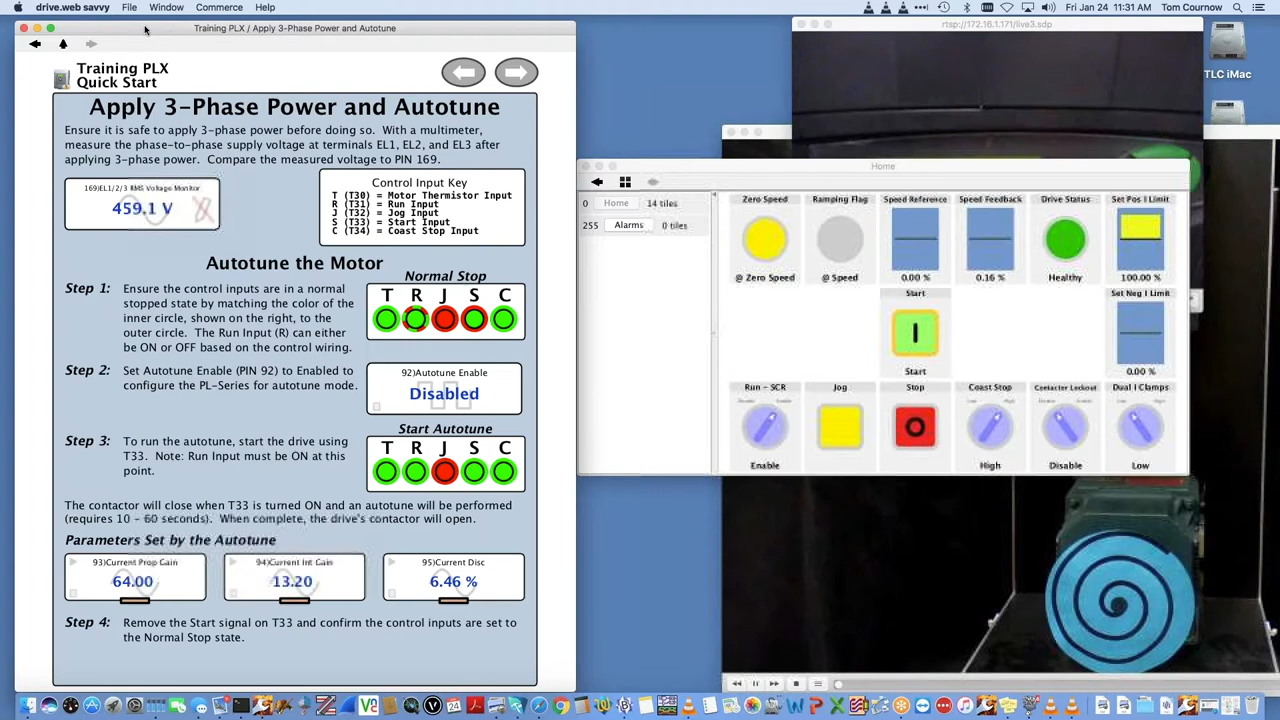 drive.web savvy File Window Commerce Help
Fri Jan 24 11:31 AM Tom Cournow
Training PLX / Apply 3-Phase Power and Autotune
rtsp://172.16.1.171/live3.sdp
TLC iMac
Training PLX
Quick Start
Apply 3-Phase Power and Autotune
Ensure it is safe to apply 3-phase power before doing so. With a multimeter,
measure the phase-to-phase supply voltage at terminals EL1, EL2, and EL3 after
applying 3-phase power. Compare the measured voltage to PIN 169.
169)EL1/2/3 RMS Voltage Monitor
459.1 V
Control Input Key
T (T30) = Motor Thermistor Input
R (T31) = Run Input
J (T32) = Jog Input
S (T33) = Start Input
C (T34) = Coast Stop Input
Autotune the Motor
Normal Stop
Step 1: Ensure the control inputs are in a normal
stopped state by matching the color of the
inner circle, shown on the right, to the
outer circle. The Run Input (R) can either
be ON or OFF based on the control wiring.
T R J S C
Step 2: Set Autotune Enable (PIN 92) to Enabled to
configure the PL-Series for autotune mode.
92)Autotune Enable
Disabled
Start Autotune
Step 3: To run the autotune, start the drive using
T33. Note: Run Input must be ON at this
point.
T R J S C
The contactor will close when T33 is turned ON and an autotune will be performed
(requires 10 - 60 seconds). When complete, the drive's contactor will open.
Parameters Set by the Autotune
93)Current Prop Gain 94)Current Int Gain 95)Current Disc
64.00 13.20 6.46 %
Step 4: Remove the Start signal on T33 and confirm the control inputs are set to
the Normal Stop state.
Home
0 Home 14 tiles
255 Alarms 0 tiles
Zero Speed Ramping Flag Speed Reference Speed Feedback Drive Status Set Pos I Limit
@ Zero Speed @ Speed 0.00 % 0.16 % Healthy 100.00 %
Start Set Neg I Limit
Start 0.00 %
Run - SCR Jog Stop Coast Stop Contactor Lockout Dual I Clamps
Enable High Disable Low